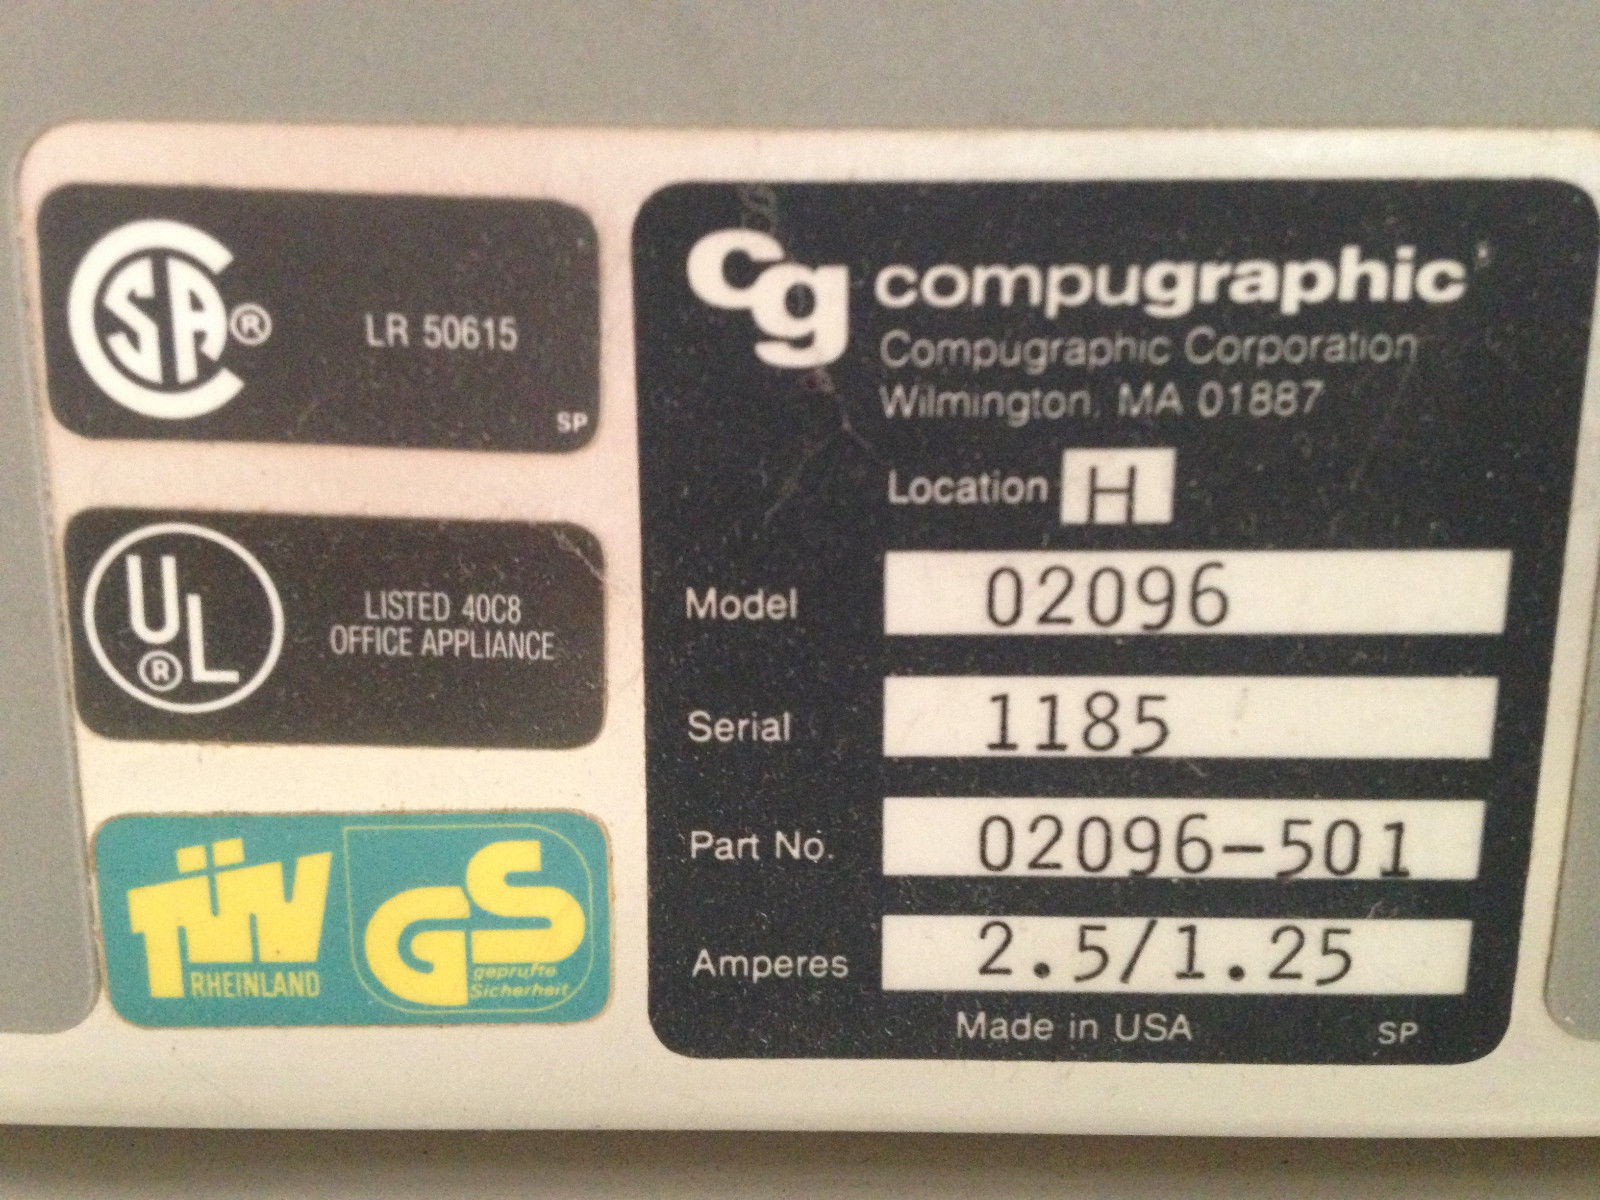 CSA ® LR 50615
SP
UL ® LISTED 40C8
OFFICE APPLIANCE
TÜV
RHEINLAND
GS
geprüfte
Sicherheit
cg compugraphic
Compugraphic Corporation
Wilmington, MA 01887
Location H
Model 02096
Serial 1185
Part No. 02096-501
Amperes 2.5/1.25
Made in USA SP